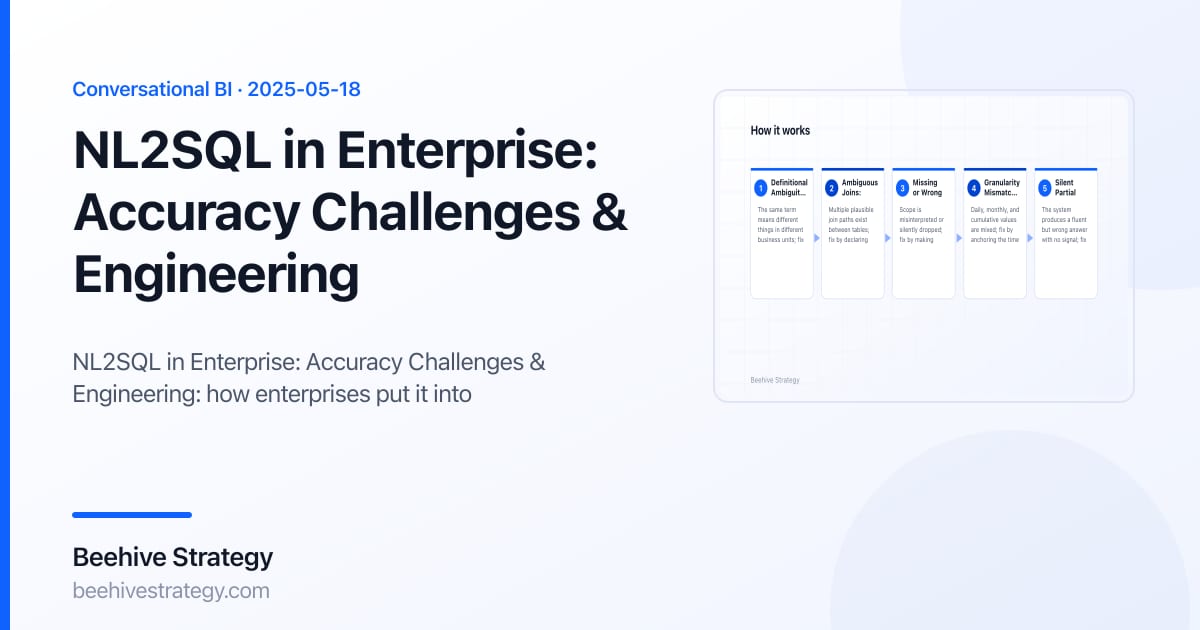 Conversational BI · 2025-05-18
NL2SQL in Enterprise:
Accuracy Challenges &
Engineering
NL2SQL in Enterprise: Accuracy Challenges &
Engineering: how enterprises put it into
Beehive Strategy
beehivestrategy.com
How it works
1
Definitional
Ambiguit...
The same term
means different
things in different
business units; fix
2
Ambiguous
Joins:
Multiple plausible
join paths exist
between tables;
fix by declaring
3
Missing
or Wrong
Scope is
misinterpreted or
silently dropped;
fix by making
4
Granularity
Mismatc...
Daily, monthly, and
cumulative values
are mixed; fix by
anchoring the time
5
Silent
Partial
The system
produces a fluent
but wrong answer
with no signal; fix
Beehive Strategy